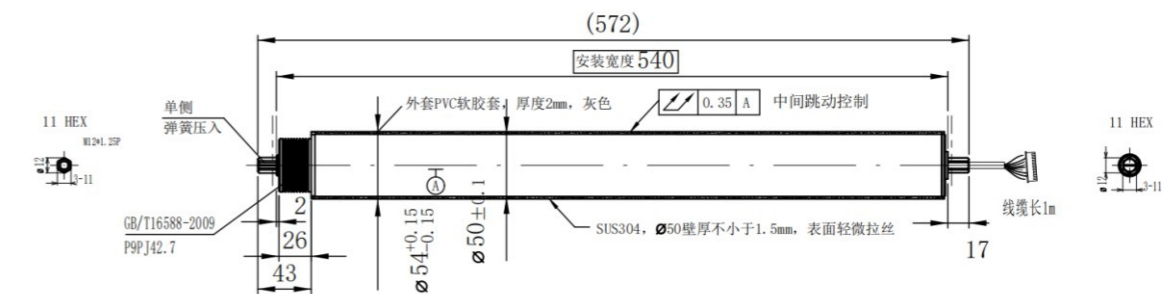 (572)
安装宽度540
单侧
弹簧压入
外套PVC软胶套，厚度2mm，灰色
0.35 A
中间跳动控制
11 HEX
M12*1.25P
ø12
3-11
11 HEX
ø12
3-11
A
线缆长1m
GB/T16588-2009
P9PJ42.7
2
26
43
ø54+0.15
-0.15
ø50±0.1
SUS304，Ø50壁厚不小于1.5mm，表面轻微拉丝
17